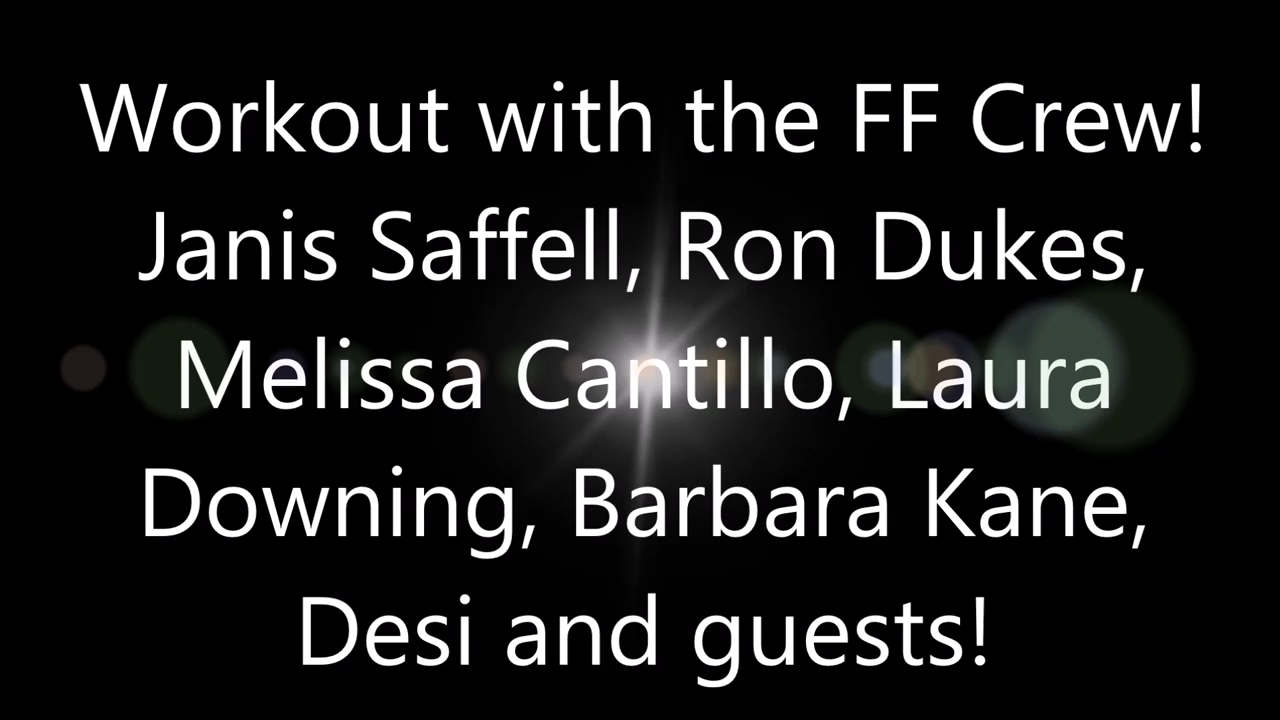 Workout with the FF Crew!
Janis Saffell, Ron Dukes,
Melissa Cantillo, Laura
Downing, Barbara Kane,
Desi and guests!